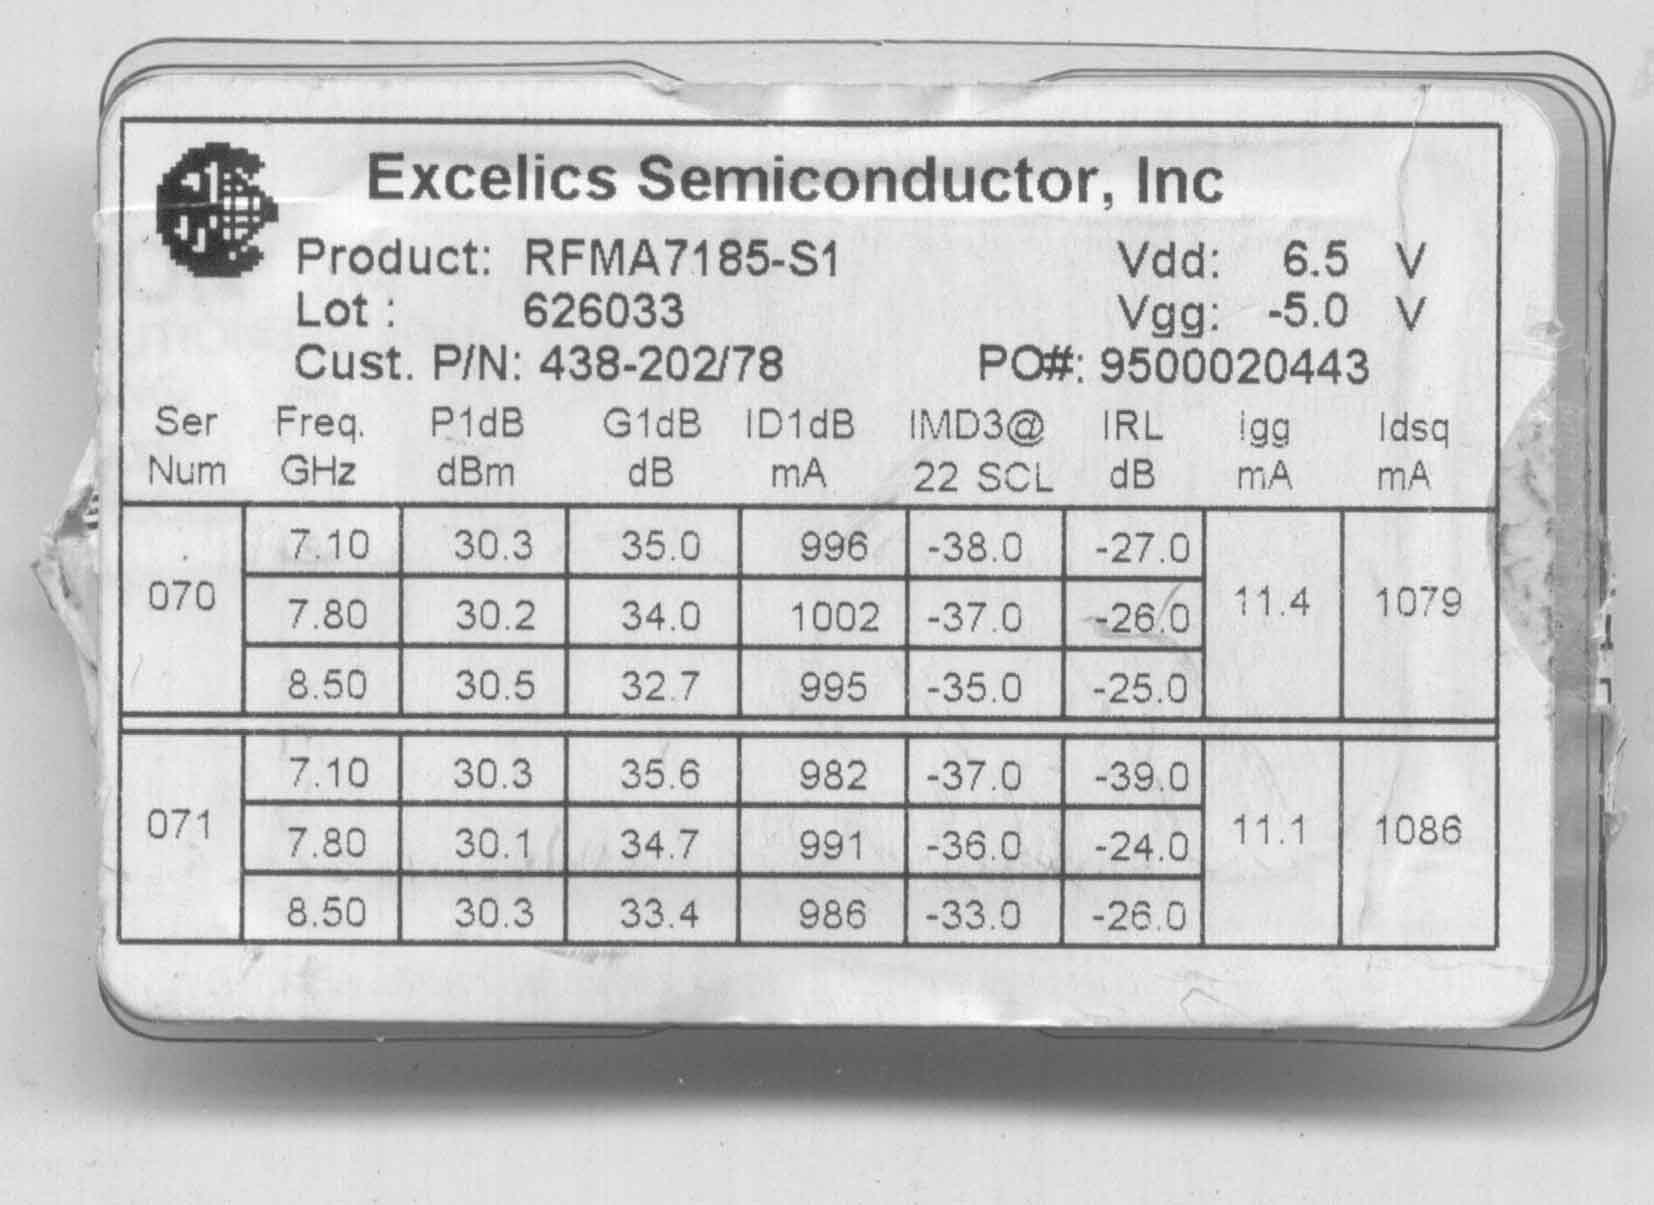 Excelics Semiconductor, Inc
Product: RFMA7185-S1 Vdd: 6.5 V
Lot : 626033 Vgg: -5.0 V
Cust. P/N: 438-202/78 PO#: 9500020443
Ser Freq. P1dB G1dB ID1dB IMD3@ IRL igg Idsq
Num GHz dBm dB mA 22 SCL dB mA mA
7.10 30.3 35.0 996 -38.0 -27.0
070 7.80 30.2 34.0 1002 -37.0 -26.0 11.4 1079
8.50 30.5 32.7 995 -35.0 -25.0
7.10 30.3 35.6 982 -37.0 -39.0
071 7.80 30.1 34.7 991 -36.0 -24.0 11.1 1086
8.50 30.3 33.4 986 -33.0 -26.0